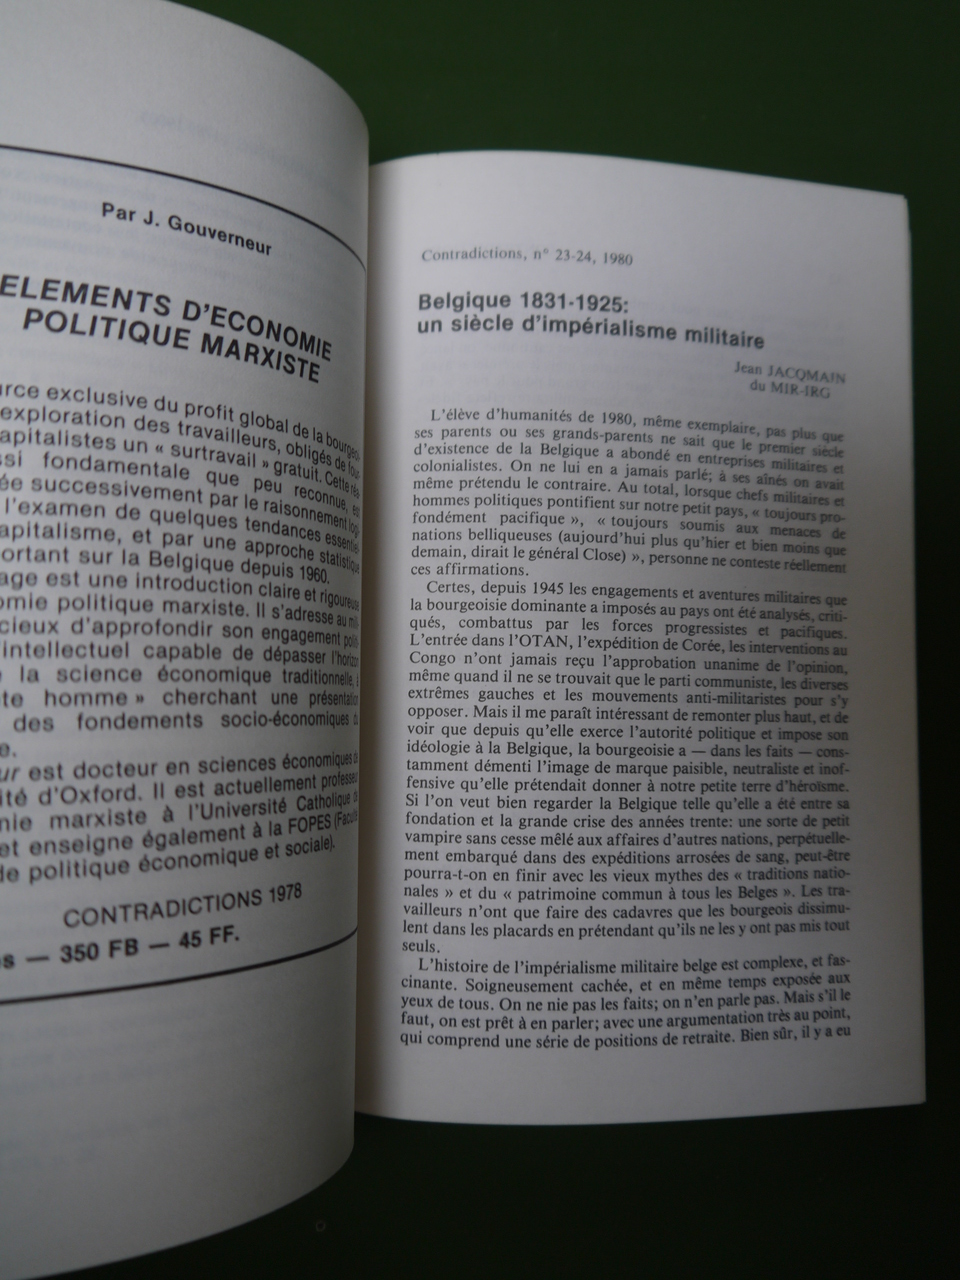 Par J. Gouverneur
ELEMENTS D'ECONOMIE
POLITIQUE MARXISTE
exclusive du profit global de la
exploration des travailleurs, obligés de
un « surtravail » gratuit. Cette
fondamentale que peu reconnue, est
successivement par le raisonnement
l'examen de quelques tendances
et par une approche statistique
sur la Belgique depuis 1960.
est une introduction claire et rigoureuse
politique marxiste. Il s'adresse au
d'approfondir son engagement
intellectuel capable de dépasser l'horizon
la science économique traditionnelle, à
homme » cherchant une présentation
des fondements socio-économiques
est docteur en sciences économiques de
d'Oxford. Il est actuellement professeur
marxiste à l'Université Catholique de
et enseigne également à la FOPES (Faculté
de politique économique et sociale).
CONTRADICTIONS 1978
— 350 FB — 45 FF.
Contradictions, n° 23-24, 1980
Belgique 1831-1925:
un siècle d'impérialisme militaire
Jean JACQMAIN
du MIR-IRG
L'élève d'humanités de 1980, même exemplaire, pas plus que
ses parents ou ses grands-parents ne sait que le premier siècle
d'existence de la Belgique a abondé en entreprises militaires et
colonialistes. On ne lui en a jamais parlé; à ses aînés on avait
même prétendu le contraire. Au total, lorsque chefs militaires et
hommes politiques pontifient sur notre petit pays, « toujours pro-
fondément pacifique », « toujours soumis aux menaces de
nations belliqueuses (aujourd'hui plus qu'hier et bien moins que
demain, dirait le général Close) », personne ne conteste réellement
ces affirmations.
Certes, depuis 1945 les engagements et aventures militaires que
la bourgeoisie dominante a imposés au pays ont été analysés, criti-
qués, combattus par les forces progressistes et pacifiques.
L'entrée dans l'OTAN, l'expédition de Corée, les interventions au
Congo n'ont jamais reçu l'approbation unanime de l'opinion,
même quand il ne se trouvait que le parti communiste, les diverses
extrêmes gauches et les mouvements anti-militaristes pour s'y
opposer. Mais il me paraît intéressant de remonter plus haut, et de
voir que depuis qu'elle exerce l'autorité politique et impose son
idéologie à la Belgique, la bourgeoisie a — dans les faits — cons-
tamment démenti l'image de marque paisible, neutraliste et inof-
fensive qu'elle prétendait donner à notre petite terre d'héroïsme.
Si l'on veut bien regarder la Belgique telle qu'elle a été entre sa
fondation et la grande crise des années trente: une sorte de petit
vampire sans cesse mêlé aux affaires d'autres nations, perpétuelle-
ment embarqué dans des expéditions arrosées de sang, peut-être
pourra-t-on en finir avec les vieux mythes des « traditions natio-
nales » et du « patrimoine commun à tous les Belges ». Les tra-
vailleurs n'ont que faire des cadavres que les bourgeois dissimu-
lent dans les placards en prétendant qu'ils ne les y ont pas mis tout
seuls.
L'histoire de l'impérialisme militaire belge est complexe, et fas-
cinante. Soigneusement cachée, et en même temps exposée aux
yeux de tous. On ne nie pas les faits; on n'en parle pas. Mais s'il le
faut, on est prêt à en parler; avec une argumentation très au point,
qui comprend une série de positions de retraite. Bien sûr, il y a eu